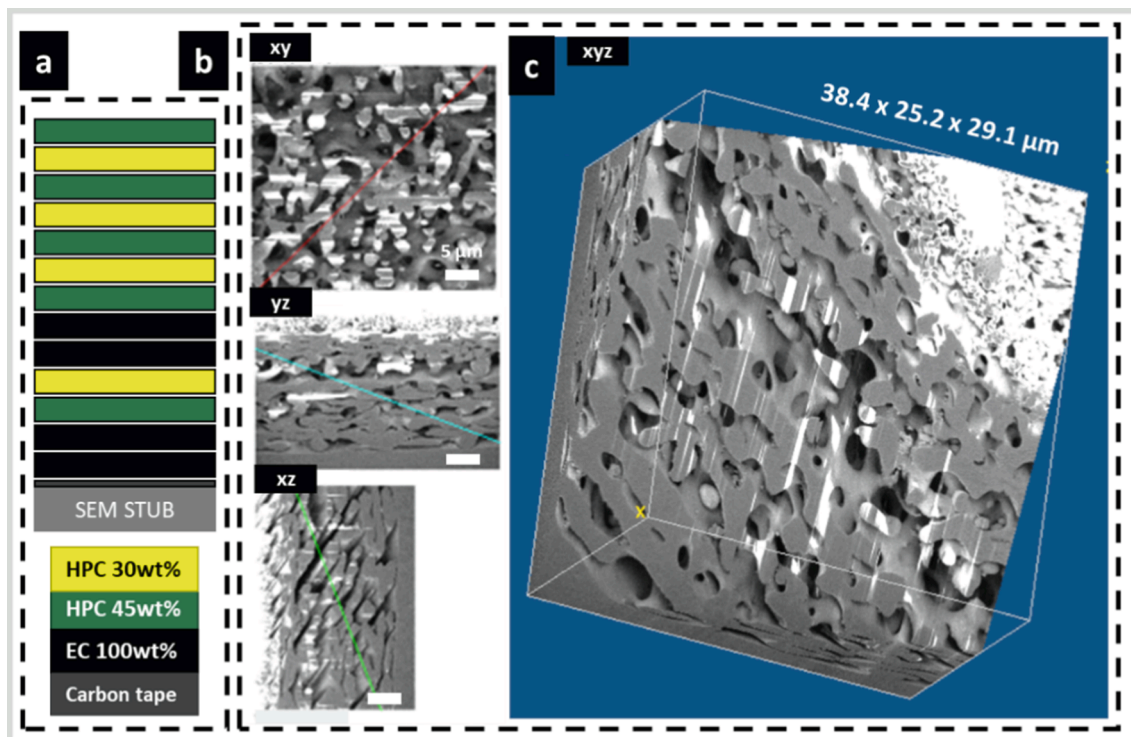 a
b
SEM STUB
HPC 30wt%
HPC 45wt%
EC 100wt%
Carbon tape
xy
5 µm
yz
xz
c
xyz
38.4 x 25.2 x 29.1 µm
x